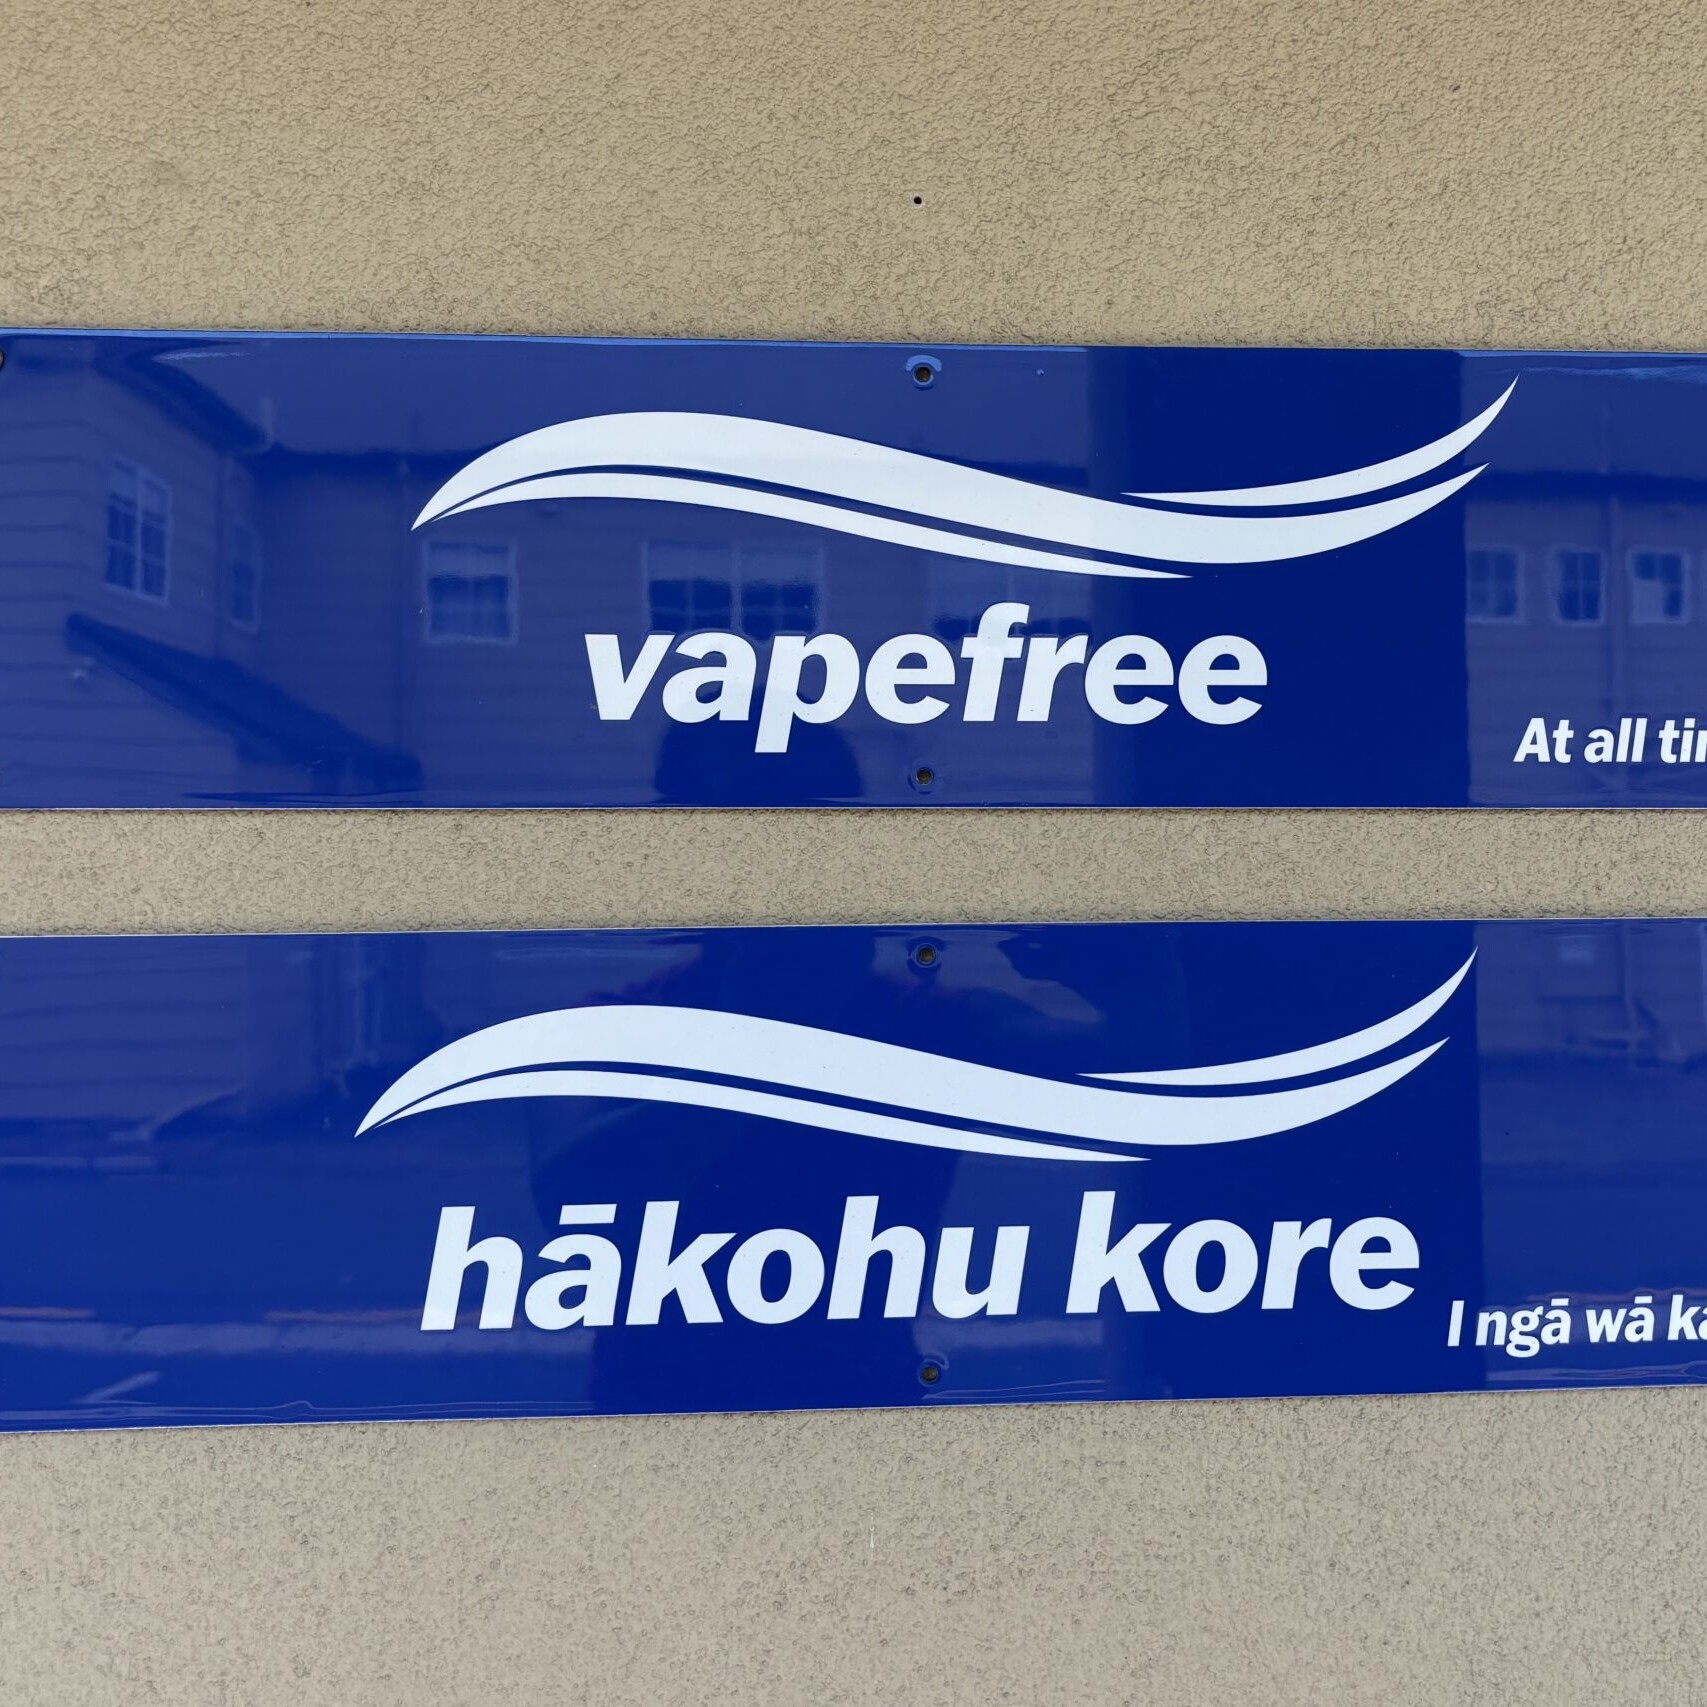 vapefree
At all
hākohu kore
I ngā wā